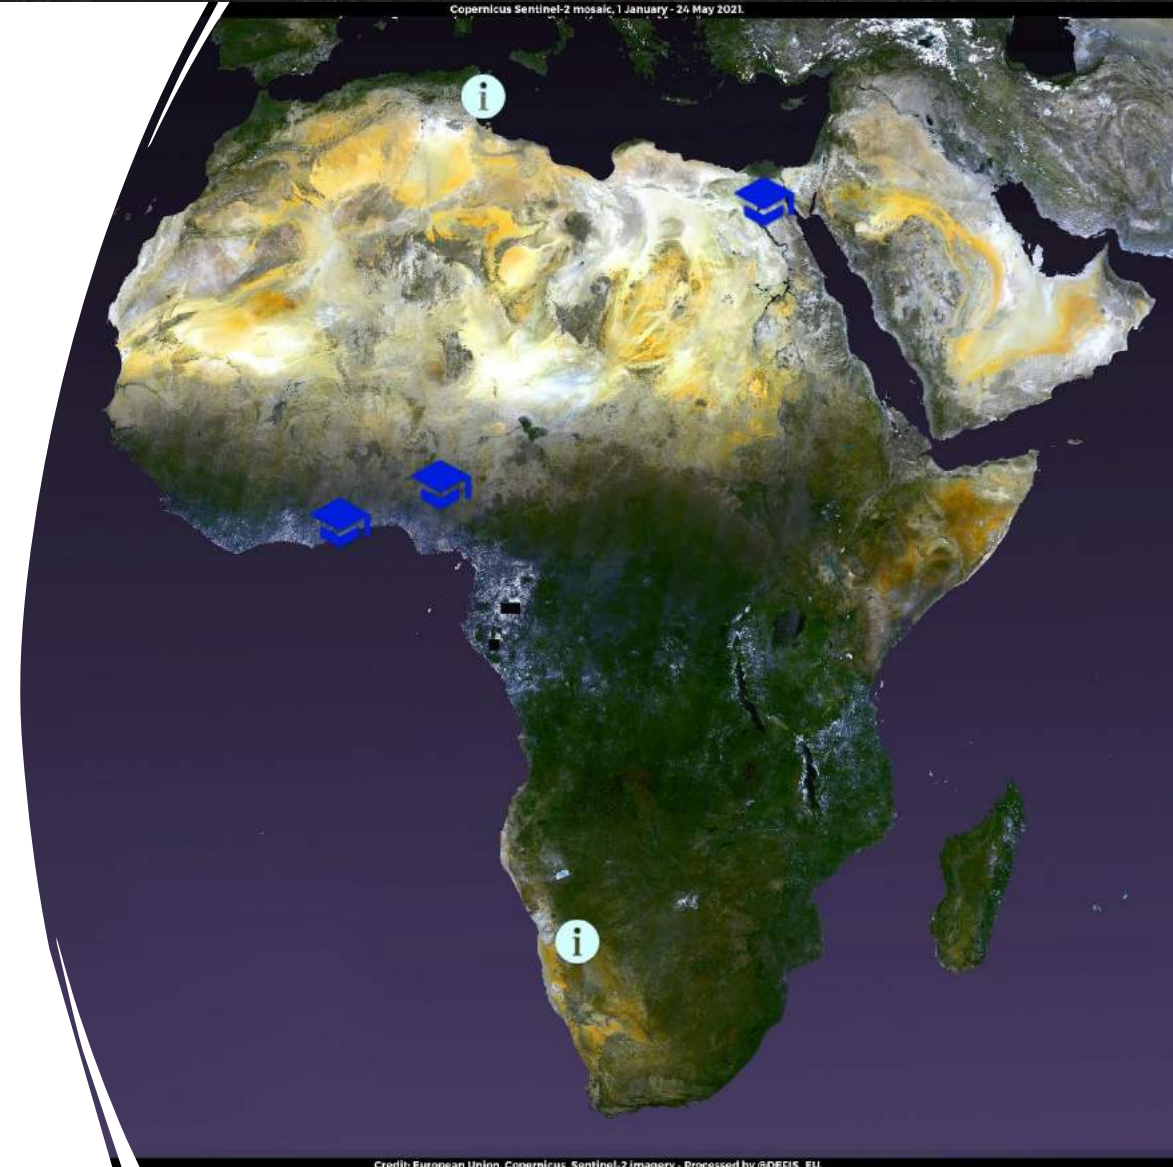 Copernicus Sentinel-2 mosaic, 1 January - 24 May 2021.
i
i
Credit: European Union, Copernicus Sentinel-2 imagery - Processed by @DEFIS_EU.